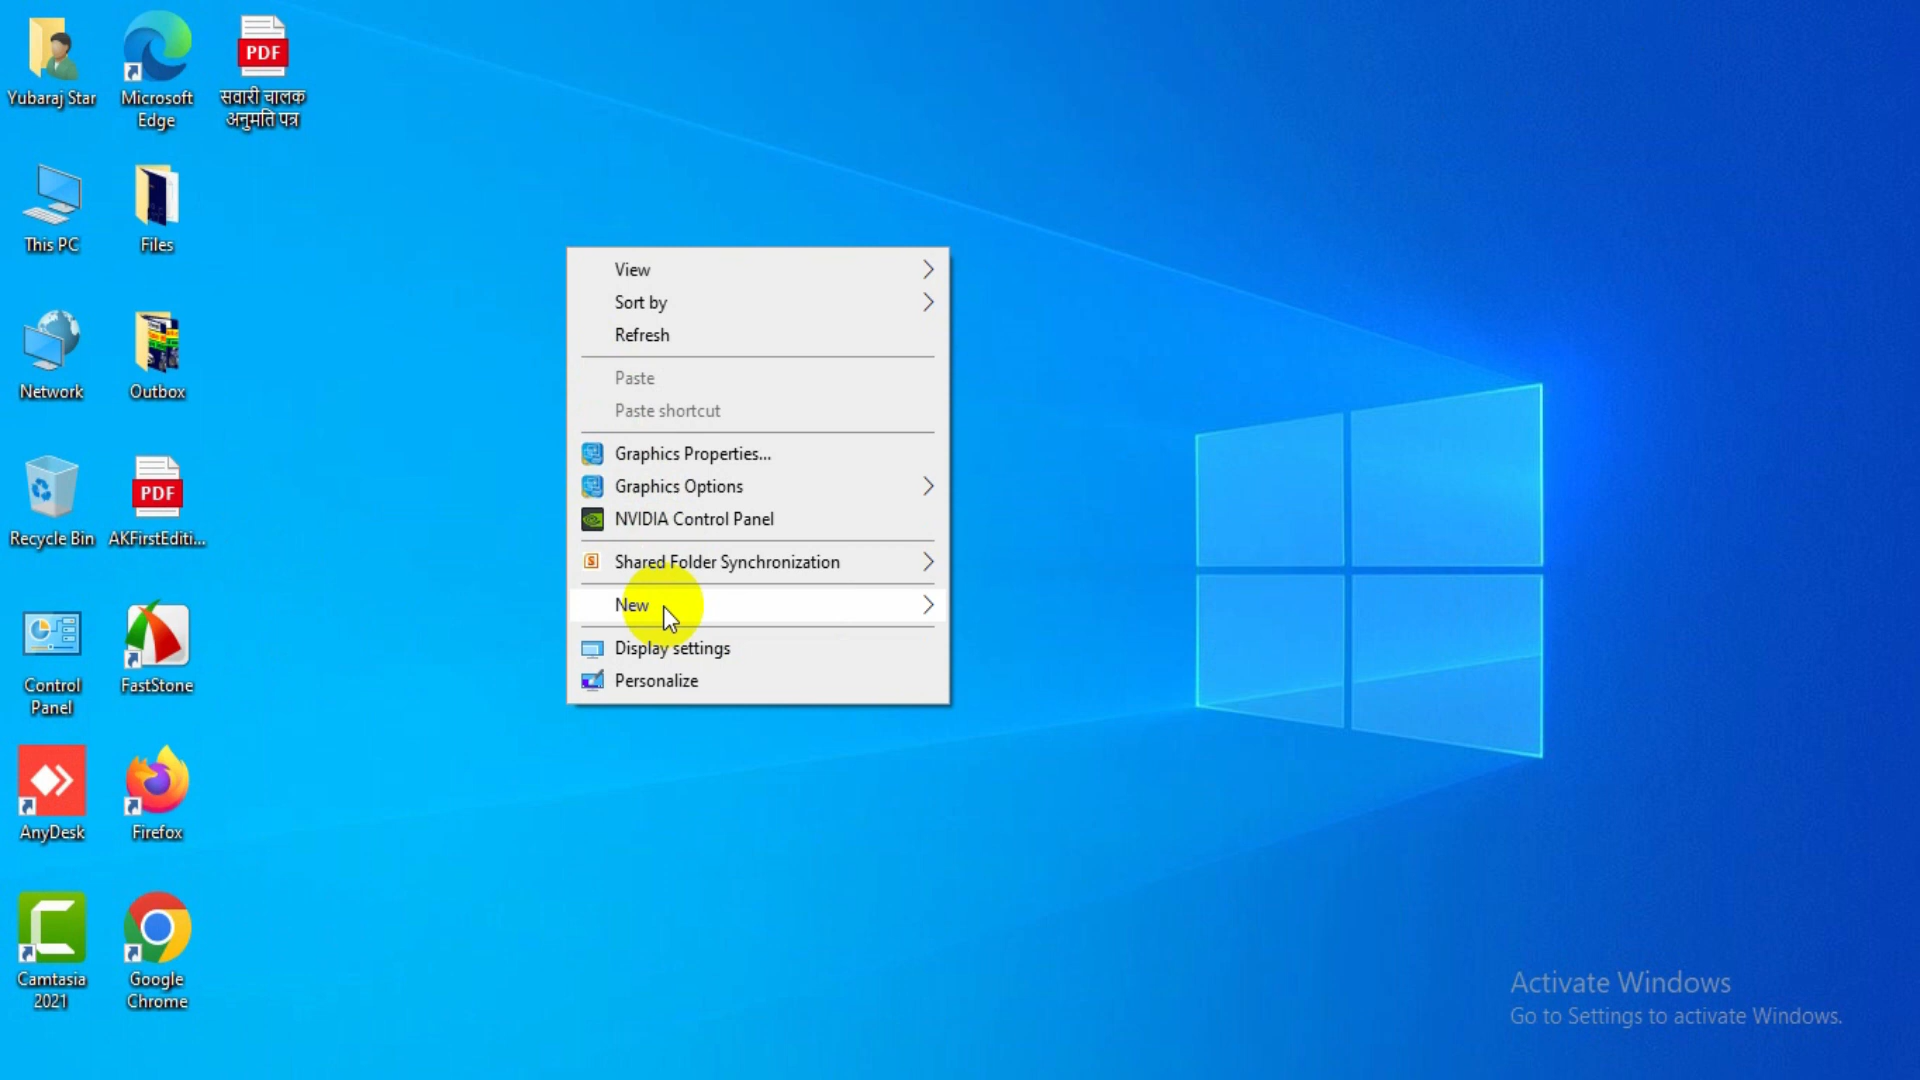 Yubaraj Star
Microsoft
Edge
PDF
सवारी चालक
अनुमति पत्र
This PC
Files
Network
Outbox
Recycle Bin
PDF
AKFirstEditi...
Control
Panel
FastStone
AnyDesk
Firefox
Camtasia
2021
Google
Chrome
View
Sort by
Refresh
Paste
Paste shortcut
Graphics Properties...
Graphics Options
NVIDIA Control Panel
S
Shared Folder Synchronization
New
Display settings
Personalize
Activate Windows
Go to Settings to activate Windows.